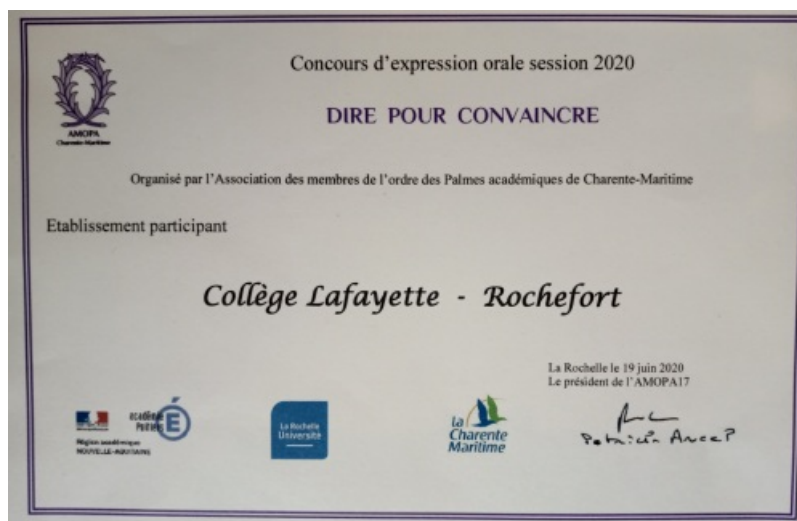 Concours d'expression orale session 2020
DIRE POUR CONVAINCRE
AMOPA
Charente-Maritime
Organisé par l'Association des membres de l'ordre des Palmes académiques de Charente-Maritime
Etablissement participant
Collège Lafayette - Rochefort
La Rochelle le 19 juin 2020
Le président de l'AMOPA17
académie
Poitiers
É
Région académique
NOUVELLE-AQUITAINE
La Rochelle
Université
la
Charente
Maritime